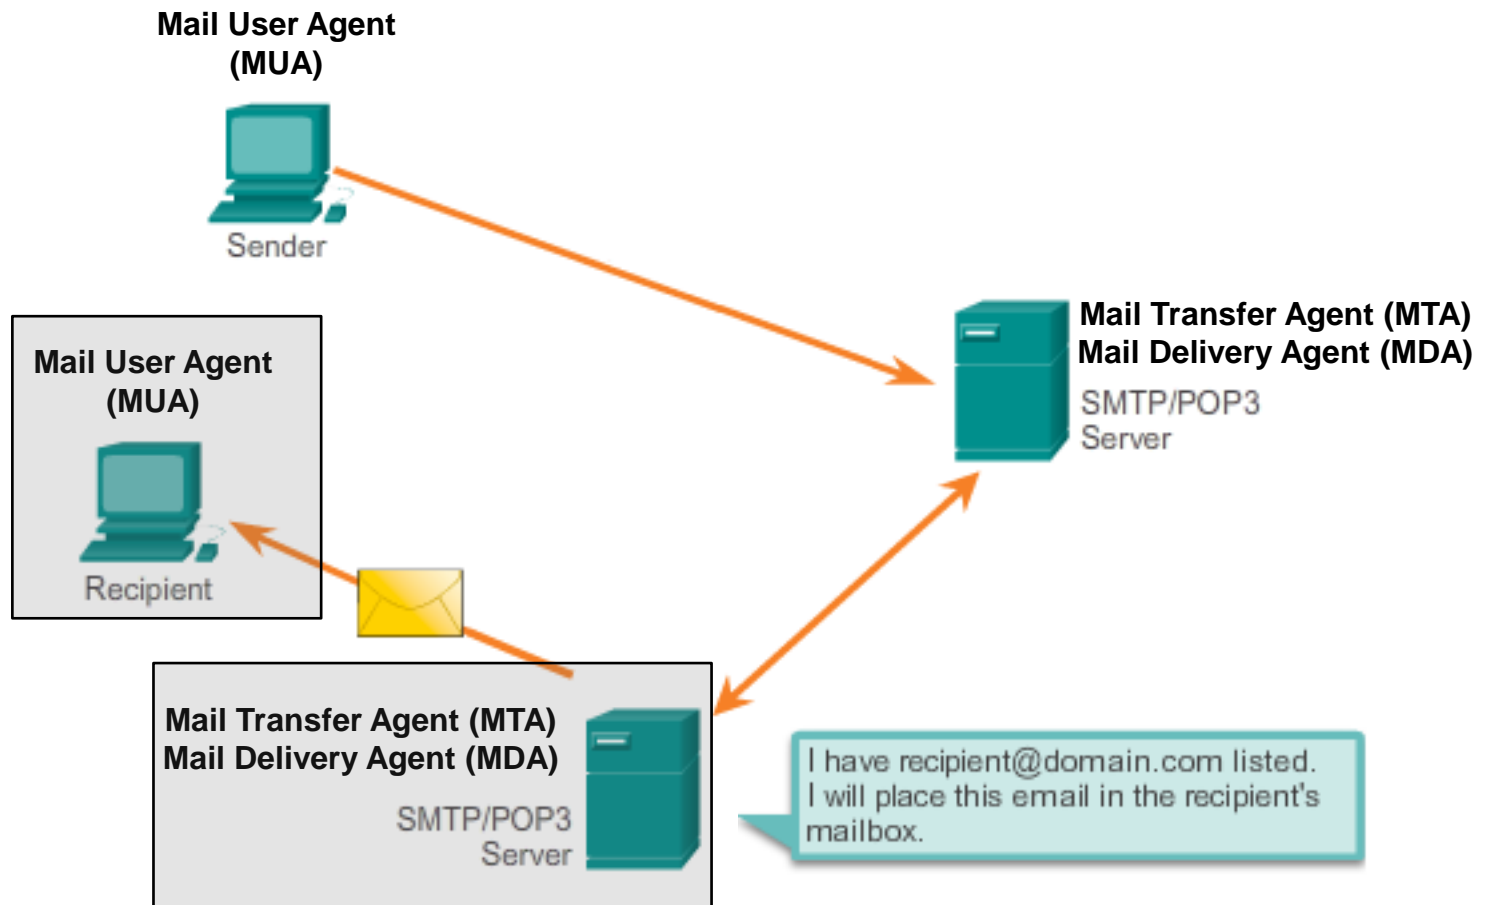 Mail User Agent
(MUA)
Sender
Mail Transfer Agent (MTA)
Mail Delivery Agent (MDA)
SMTP/POP3
Server
Mail User Agent
(MUA)
Recipient
Mail Transfer Agent (MTA)
Mail Delivery Agent (MDA)
SMTP/POP3
Server
I have recipient@domain.com listed.
I will place this email in the recipient's
mailbox.